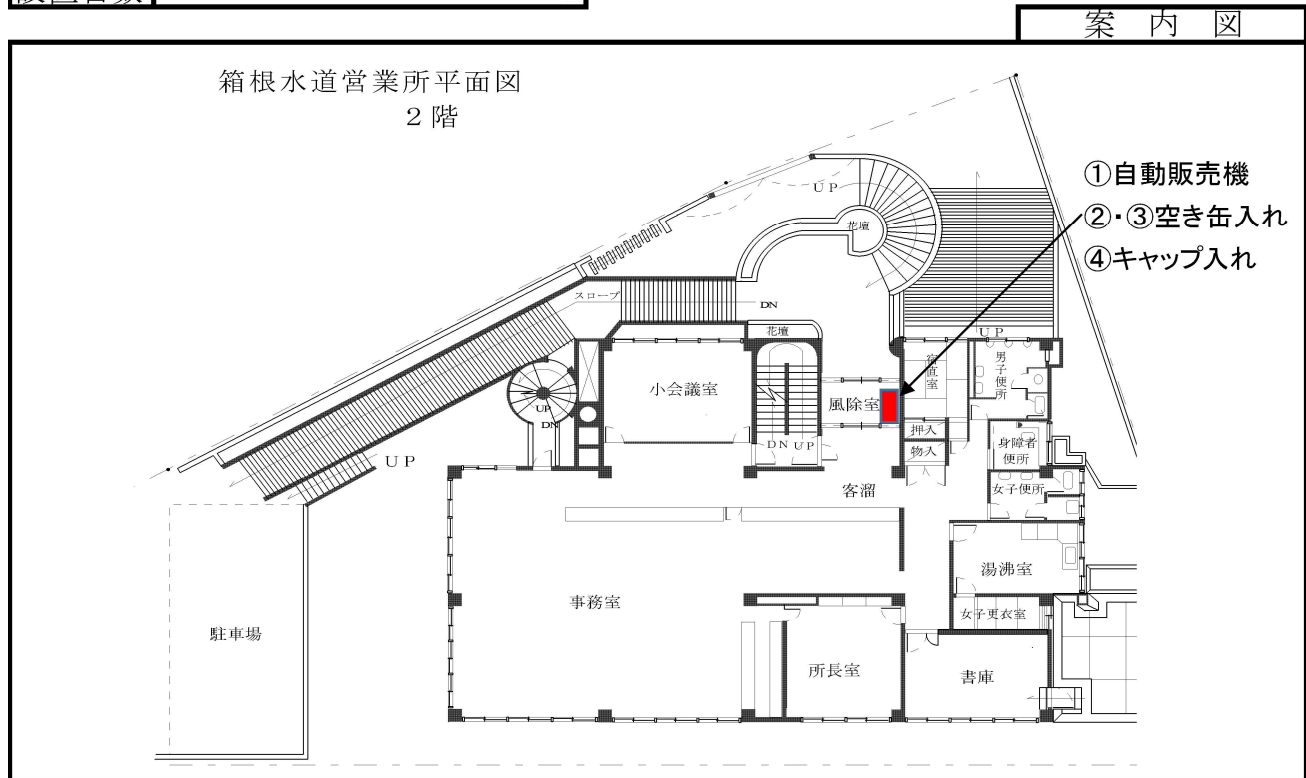 設置台数
案内図
箱根水道営業所平面図
2階
①自動販売機
②・③空き缶入れ
④キャップ入れ
UP
花壇
スロープ
DN
花壇
UP
宿直室
男子便所
小会議室
風除室
UP
DN
押入
DN UP
物入
身障者
便所
UP
客溜
女子便所
湯沸室
事務室
女子更衣室
駐車場
所長室
書庫